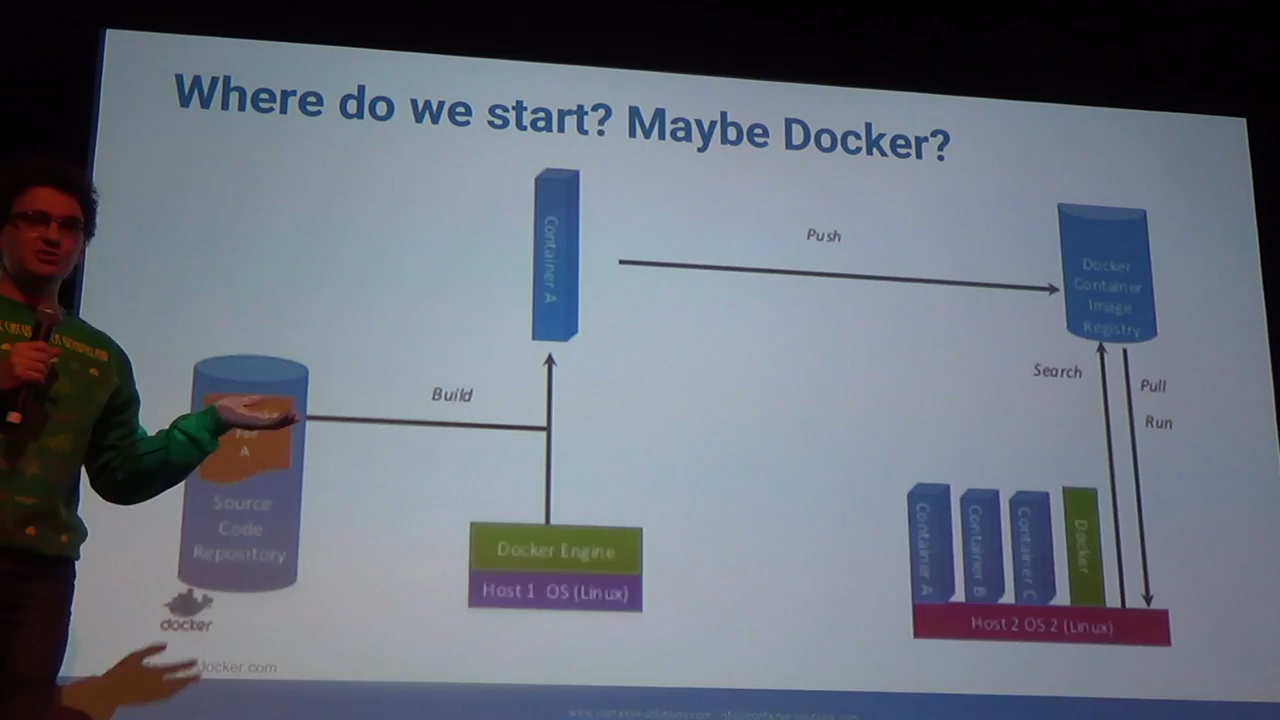 Where do we start? Maybe Docker?
Container A
Push
Docker
Container
Image
Registry
Search
Pull
Run
Build
For
A
Source
Code
Repository
Docker Engine
Host 1 OS (Linux)
Container A
Container B
Container C
Docker
Host 2 OS 2 (Linux)
docker
docker.com